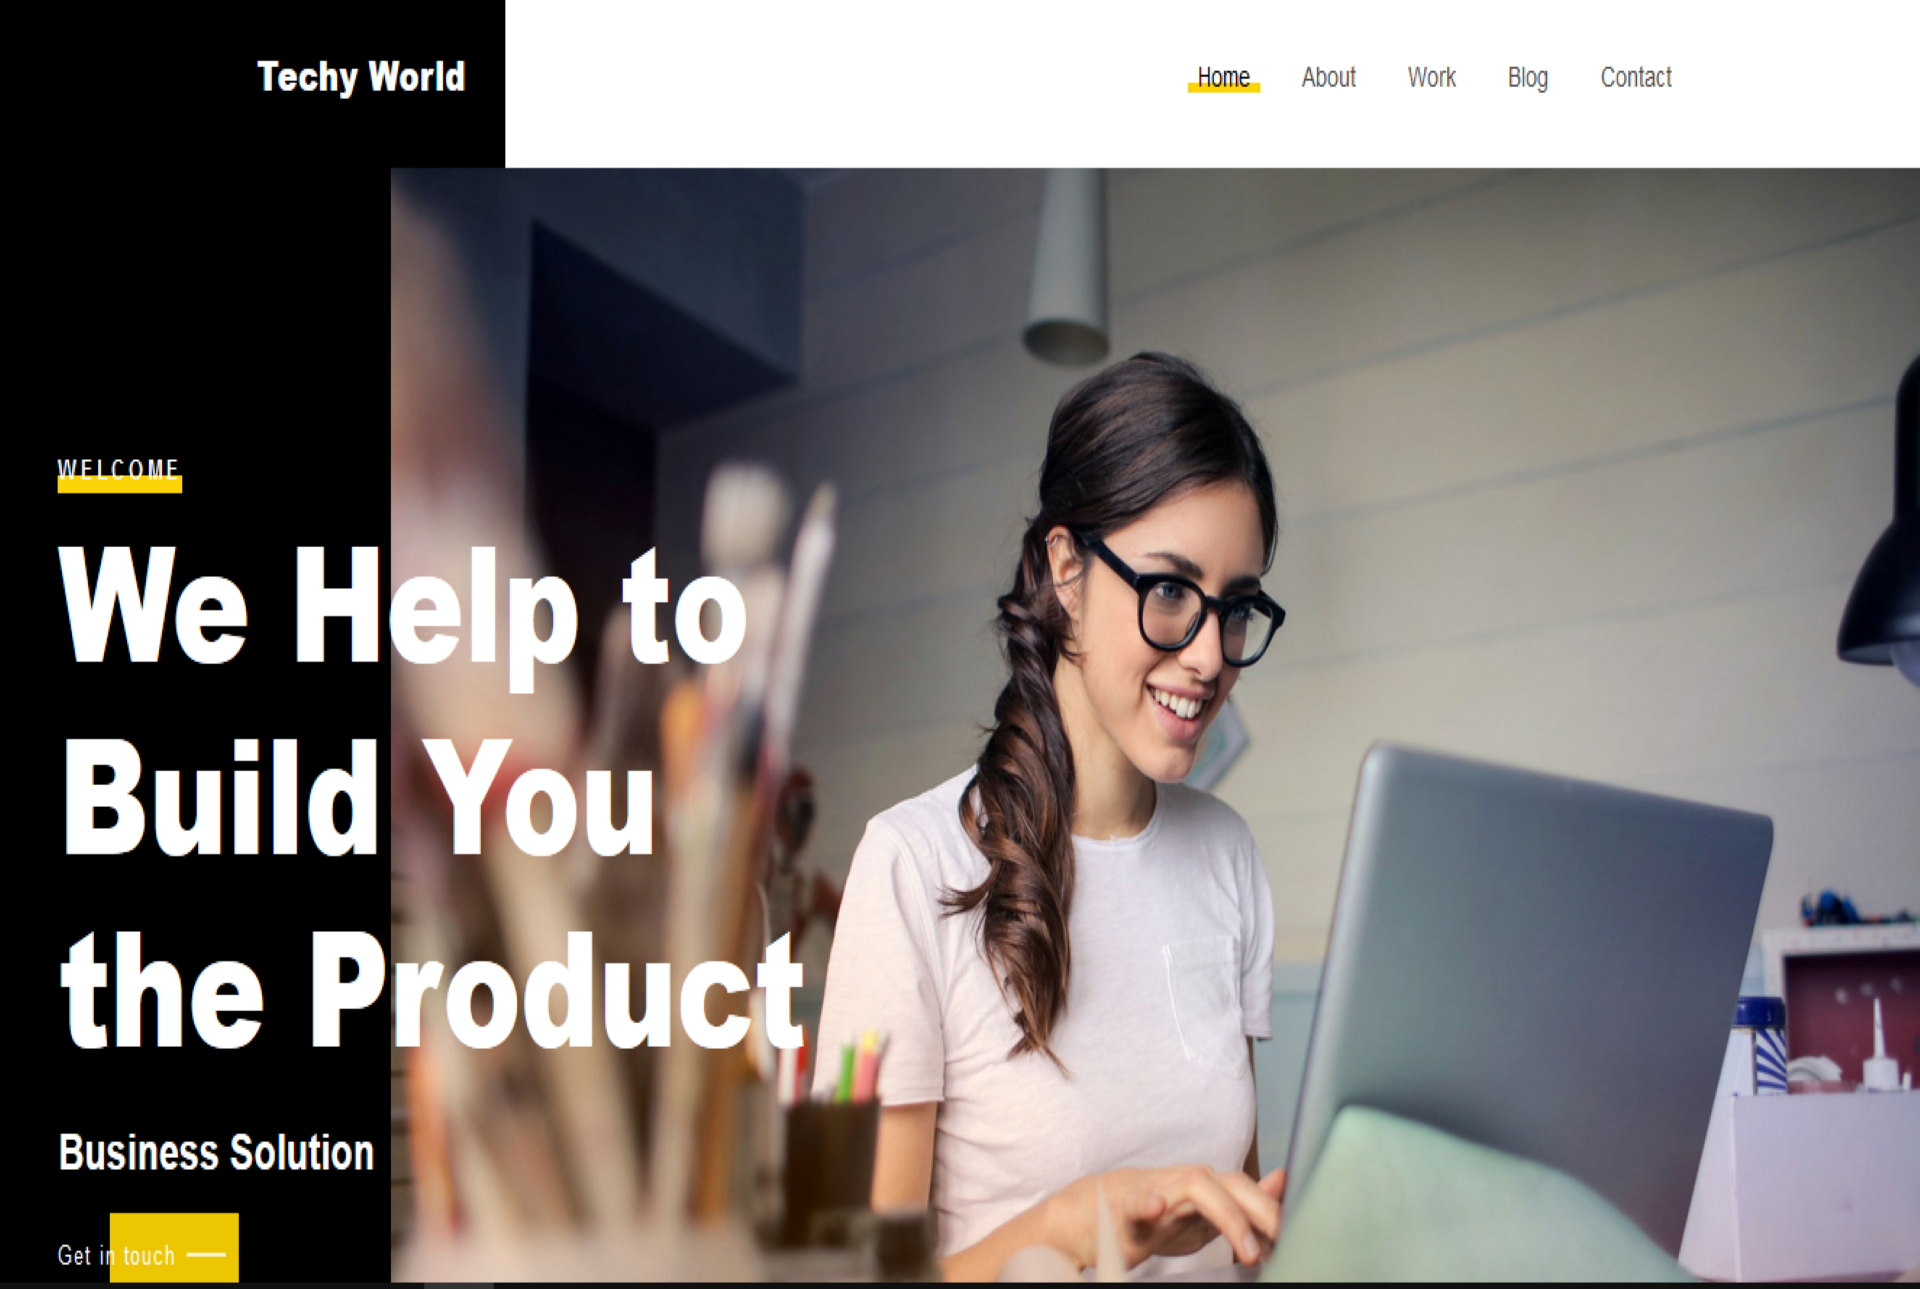 Techy World
Home About Work Blog Contact
WELCOME
We Help to
Build You
the Product
Business Solution
Get in touch